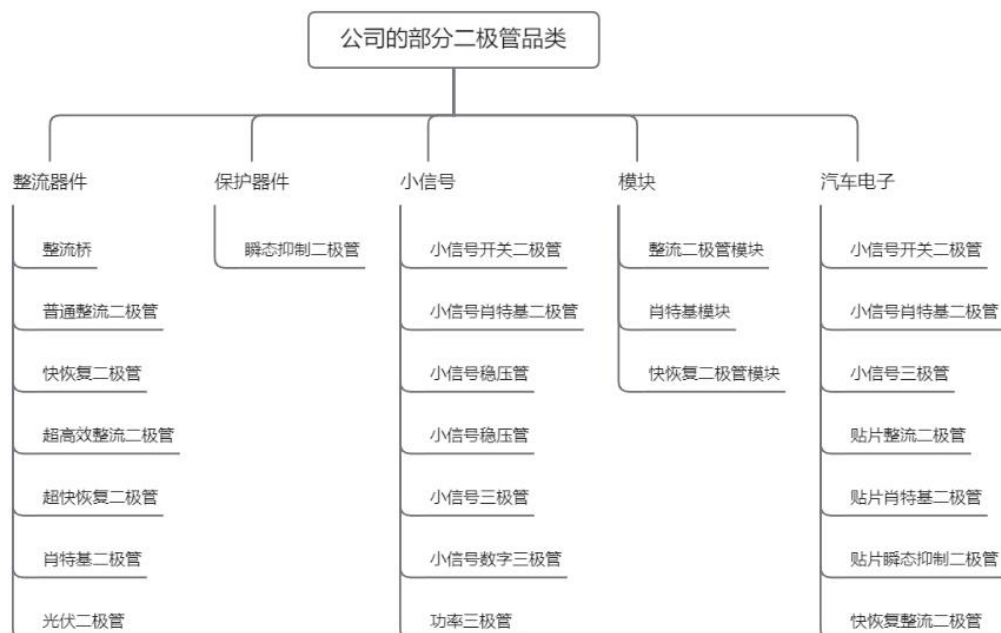 公司的部分二极管品类
整流器件
保护器件
小信号
模块
汽车电子
整流桥
普通整流二极管
快恢复二极管
超高效整流二极管
超快恢复二极管
肖特基二极管
光伏二极管
瞬态抑制二极管
小信号开关二极管
小信号肖特基二极管
小信号稳压管
小信号稳压管
小信号三极管
小信号数字三极管
功率三极管
整流二极管模块
肖特基模块
快恢复二极管模块
小信号开关二极管
小信号肖特基二极管
小信号三极管
贴片整流二极管
贴片肖特基二极管
贴片瞬态抑制二极管
快恢复整流二极管